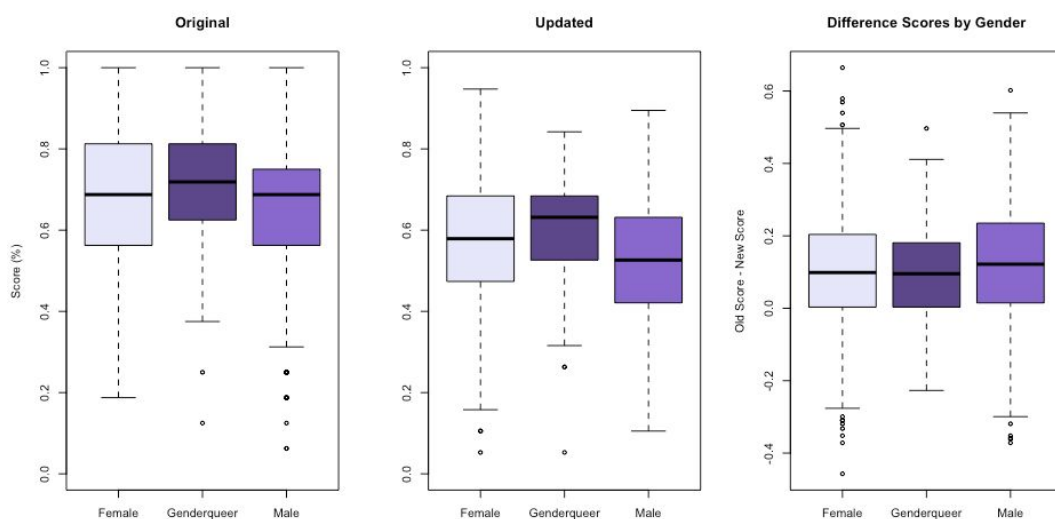 Original
Score (%)
1.0
0.8
0.6
0.4
0.2
0.0
Female Genderqueer Male
Updated
1.0
0.8
0.6
0.4
0.2
0.0
Female Genderqueer Male
Difference Scores by Gender
Old Score - New Score
0.6
0.4
0.2
0.0
-0.2
-0.4
Female Genderqueer Male